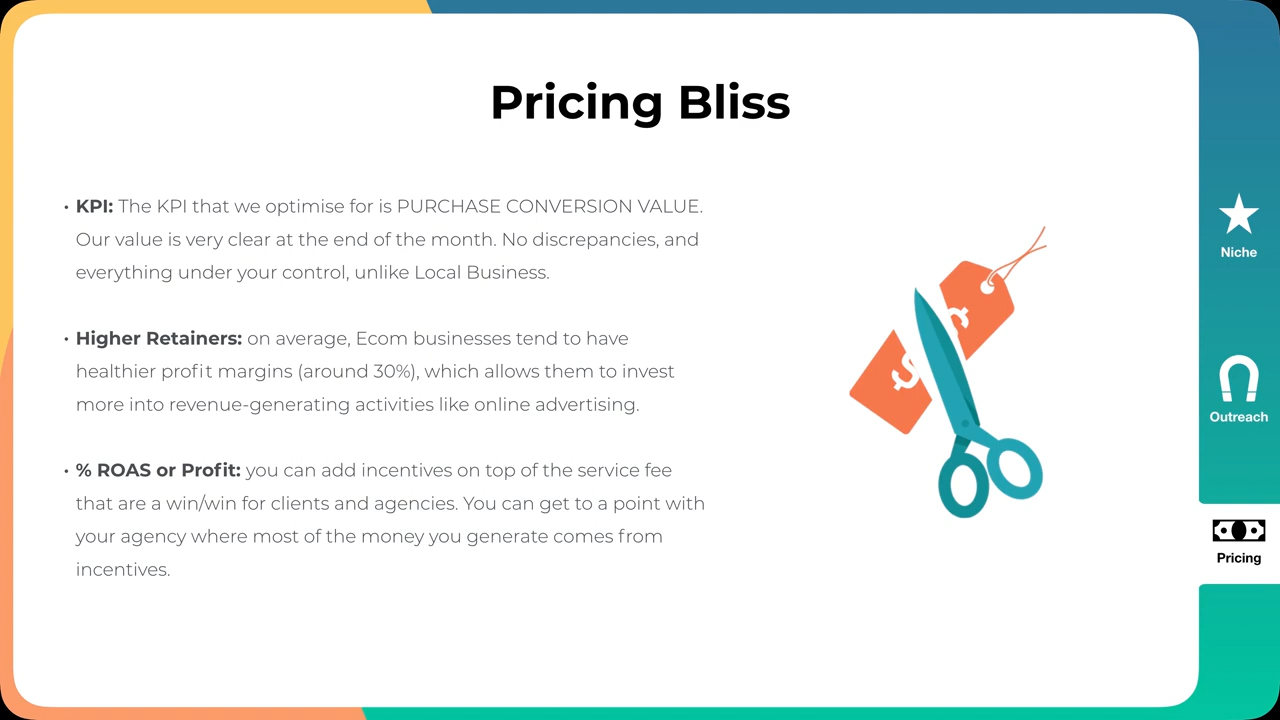 Pricing Bliss
• KPI: The KPI that we optimise for is PURCHASE CONVERSION VALUE.
Our value is very clear at the end of the month. No discrepancies, and
everything under your control, unlike Local Business.
• Higher Retainers: on average, Ecom businesses tend to have
healthier profit margins (around 30%), which allows them to invest
more into revenue-generating activities like online advertising.
• % ROAS or Profit: you can add incentives on top of the service fee
that are a win/win for clients and agencies. You can get to a point with
your agency where most of the money you generate comes from
incentives.
$
Niche
Outreach
Pricing